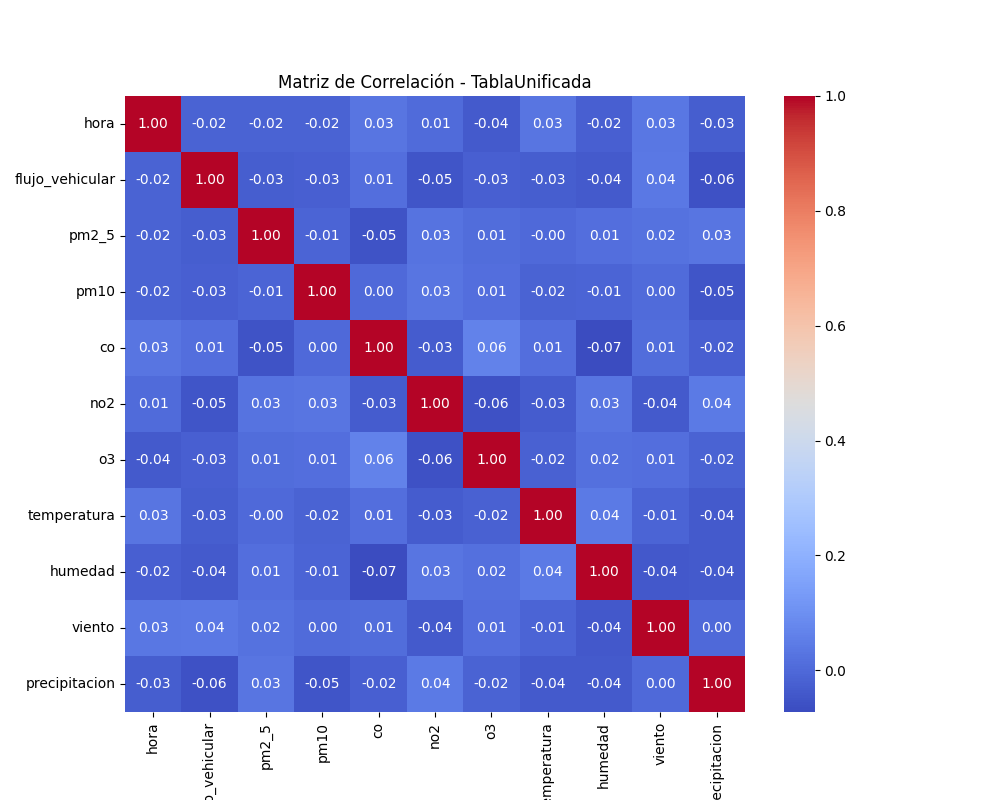 Matriz de Correlación - TablaUnificada
hora 1.00 -0.02 -0.02 -0.02 0.03 0.01 -0.04 0.03 -0.02 0.03 -0.03
flujo_vehicular -0.02 1.00 -0.03 -0.03 0.01 -0.05 -0.03 -0.03 -0.04 0.04 -0.06
pm2_5 -0.02 -0.03 1.00 -0.01 -0.05 0.03 0.01 -0.00 0.01 0.02 0.03
pm10 -0.02 -0.03 -0.01 1.00 0.00 0.03 0.01 -0.02 -0.01 0.00 -0.05
co 0.03 0.01 -0.05 0.00 1.00 -0.03 0.06 0.01 -0.07 0.01 -0.02
no2 0.01 -0.05 0.03 0.03 -0.03 1.00 -0.06 -0.03 0.03 -0.04 0.04
o3 -0.04 -0.03 0.01 0.01 0.06 -0.06 1.00 -0.02 0.02 0.01 -0.02
temperatura 0.03 -0.03 -0.00 -0.02 0.01 -0.03 -0.02 1.00 0.04 -0.01 -0.04
humedad -0.02 -0.04 0.01 -0.01 -0.07 0.03 0.02 0.04 1.00 -0.04 -0.04
viento 0.03 0.04 0.02 0.00 0.01 -0.04 0.01 -0.01 -0.04 1.00 0.00
precipitacion -0.03 -0.06 0.03 -0.05 -0.02 0.04 -0.02 -0.04 -0.04 0.00 1.00
hora
o_vehicular
pm2_5
pm10
co
no2
o3
emperatura
humedad
viento
ecipitacion
1.0
0.8
0.6
0.4
0.2
0.0